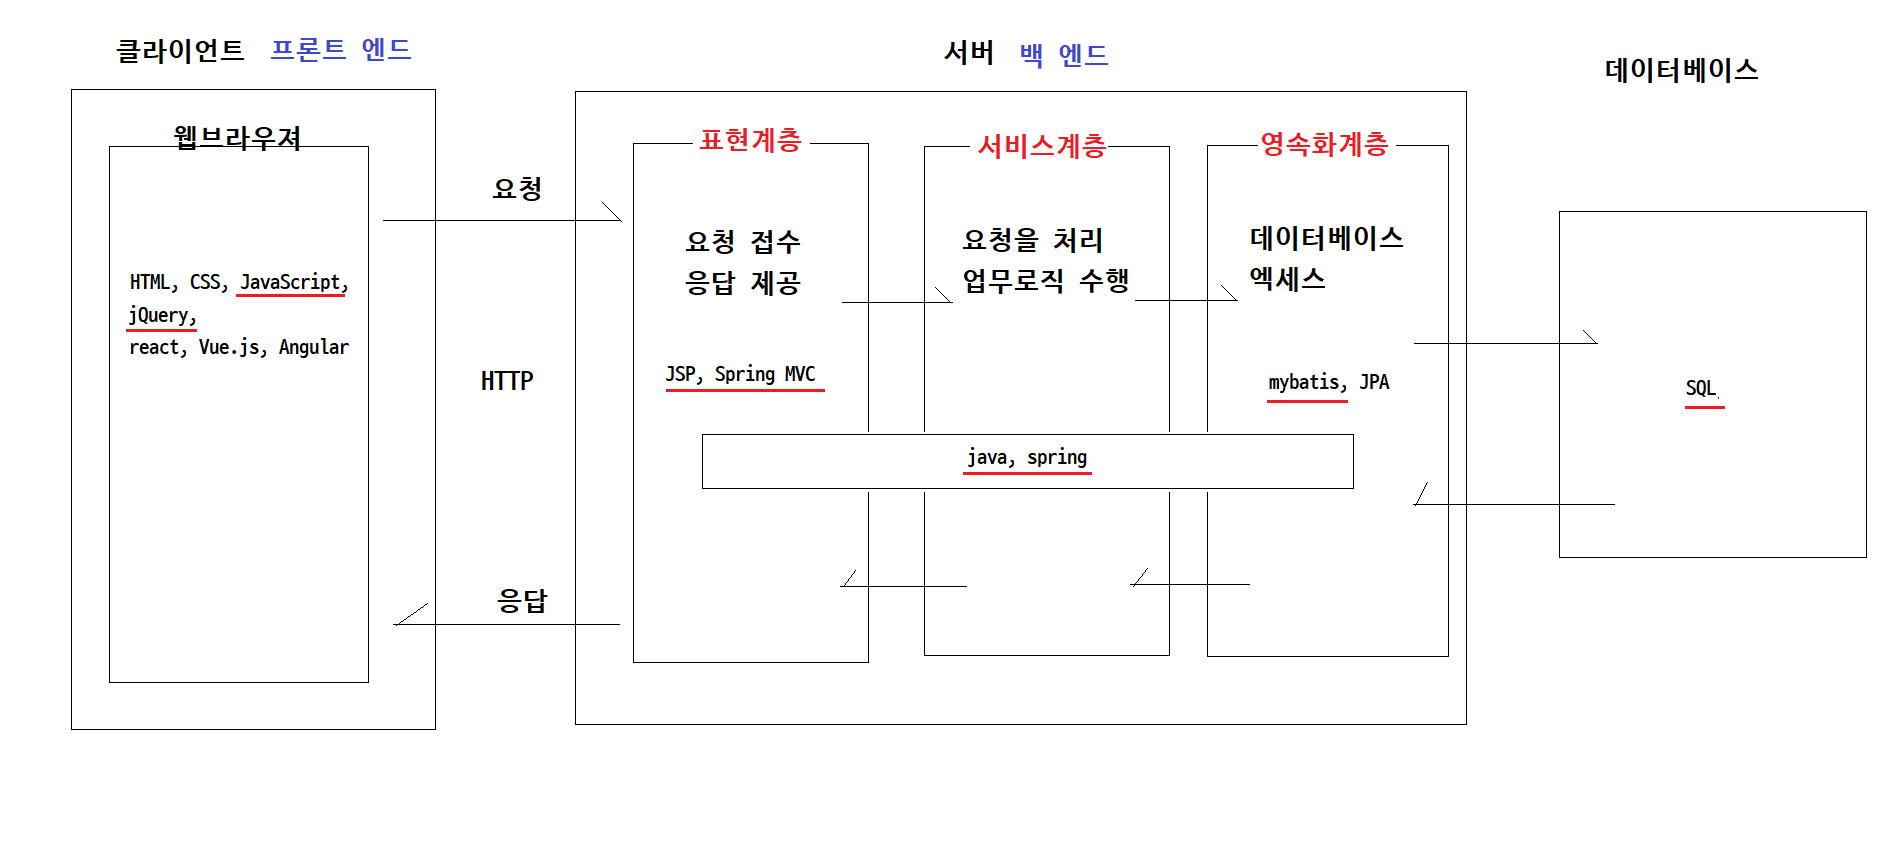 클라이언트 프론트 엔드
서버 백 엔드
데이터베이스
웹브라우져
HTML, CSS, JavaScript,
jQuery,
react, Vue.js, Angular
요청
HTTP
응답
표현계층
요청 접수
응답 제공
JSP, Spring MVC
서비스계층
요청을 처리
업무로직 수행
영속화계층
데이터베이스
엑세스
mybatis, JPA
java, spring
SQL